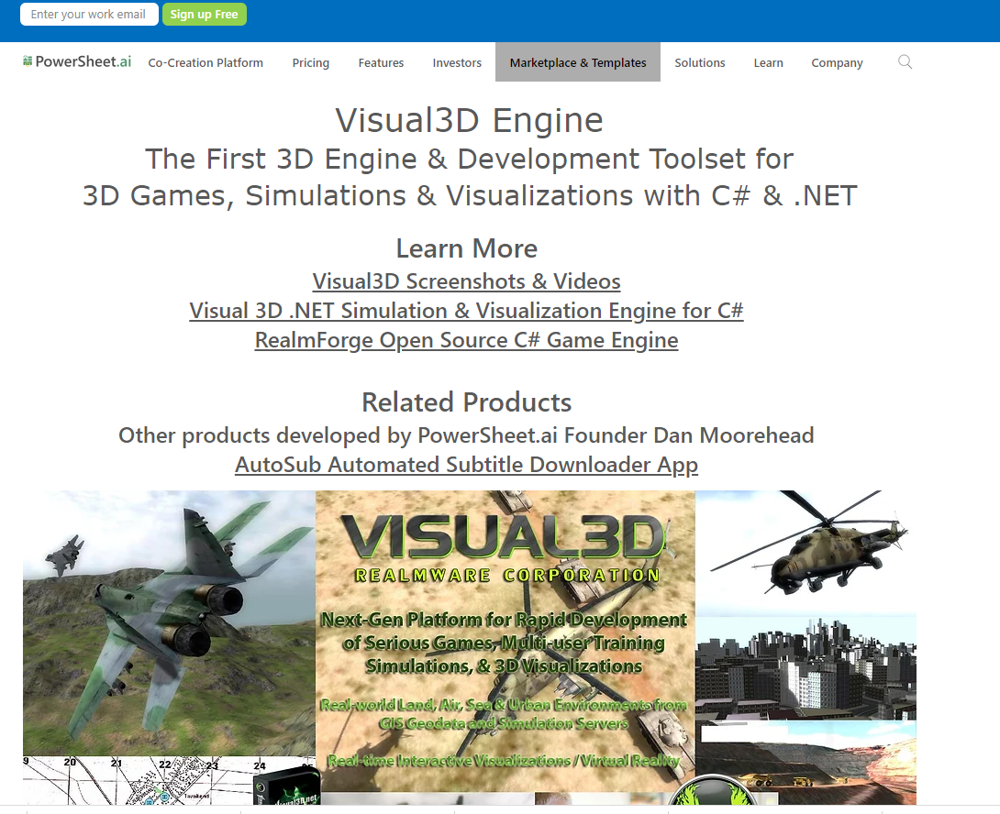 Enter your work email
Sign up Free
PowerSheet.ai
Co-Creation Platform
Pricing
Features
Investors
Marketplace & Templates
Solutions
Learn
Company
Visual3D Engine
The First 3D Engine & Development Toolset for
3D Games, Simulations & Visualizations with C# & .NET
Learn More
Visual3D Screenshots & Videos
Visual 3D .NET Simulation & Visualization Engine for C#
RealmForge Open Source C# Game Engine
Related Products
Other products developed by PowerSheet.ai Founder Dan Moorehead
AutoSub Automated Subtitle Downloader App
VISUAL3D
REALMWARE CORPORATION
Next-Gen Platform for Rapid Development
of Serious Games, Multi-user Training
Simulations, & 3D Visualizations
Real-world Land, Air, Sea & Urban Environments from
GIS Geodata and Simulation Servers
Real-time Interactive Visualizations / Virtual Reality
9 20 21 22 23 24